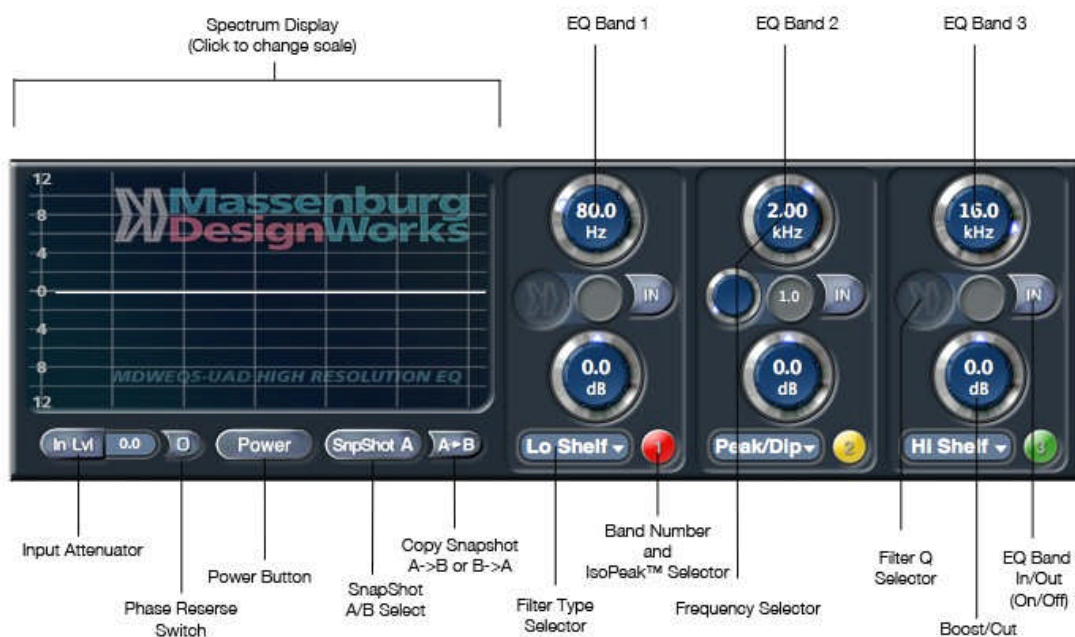 Spectrum Display
(Click to change scale)
EQ Band 1
EQ Band 2
EQ Band 3
12
8
4
0
4
8
12
Massenburg
DesignWorks
MDWEQ5-UAD HIGH RESOLUTION EQ
80.0
Hz
2.00
kHz
16.0
kHz
IN
1.0
IN
IN
0.0
dB
0.0
dB
0.0
dB
In Lvl
0.0
O
Power
SnpShot A
A►B
Lo Shelf
1
Peak/Dip
2
Hi Shelf
3
Input Attenuator
Phase Reserse
Switch
Power Button
SnapShot
A/B Select
Copy Snapshot
A->B or B->A
Filter Type
Selector
Band Number
and
IsoPeak™ Selector
Frequency Selector
Filter Q
Selector
Boost/Cut
EQ Band
In/Out
(On/Off)